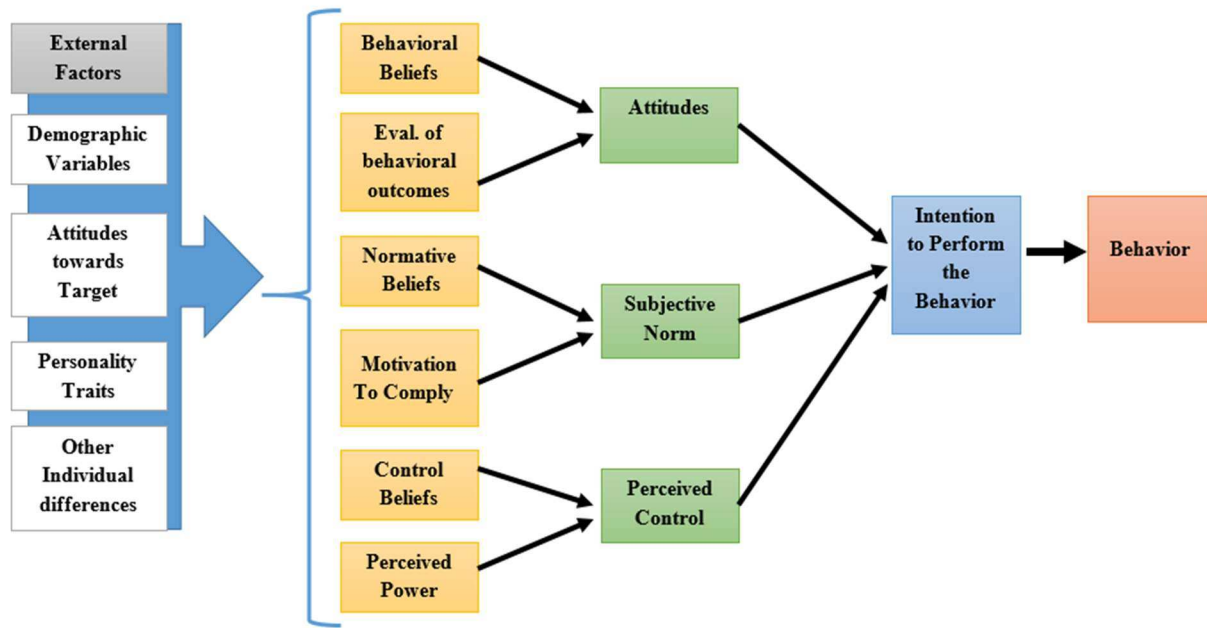 External
Factors
Demographic
Variables
Attitudes
towards
Target
Personality
Traits
Other
Individual
differences
Behavioral
Beliefs
Eval. of
behavioral
outcomes
Normative
Beliefs
Motivation
To Comply
Control
Beliefs
Perceived
Power
Attitudes
Subjective
Norm
Perceived
Control
Intention
to Perform
the
Behavior
Behavior